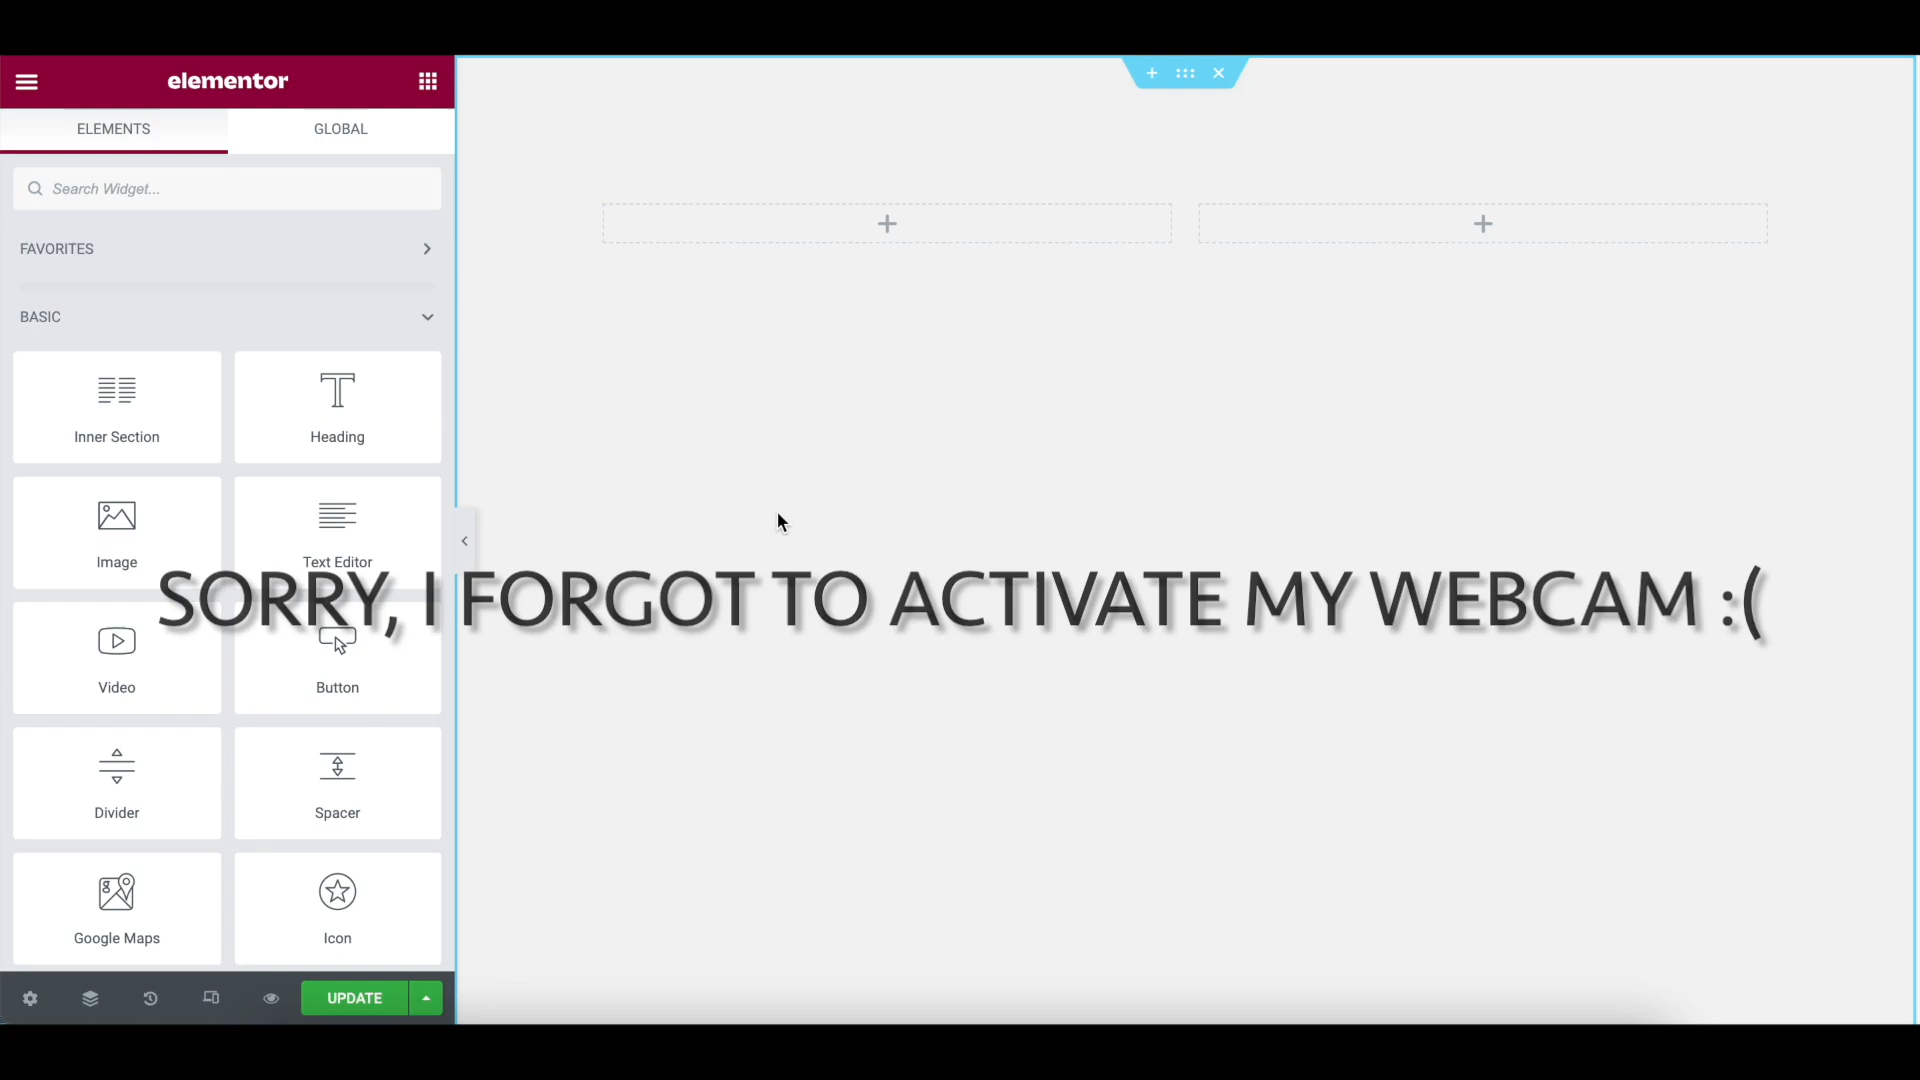 elementor
ELEMENTS
GLOBAL
Search Widget...
FAVORITES
BASIC
Inner Section
Heading
Image
Text Editor
SORRY, I FORGOT TO ACTIVATE MY WEBCAM :(
Video
Button
Divider
Spacer
Google Maps
Icon
UPDATE